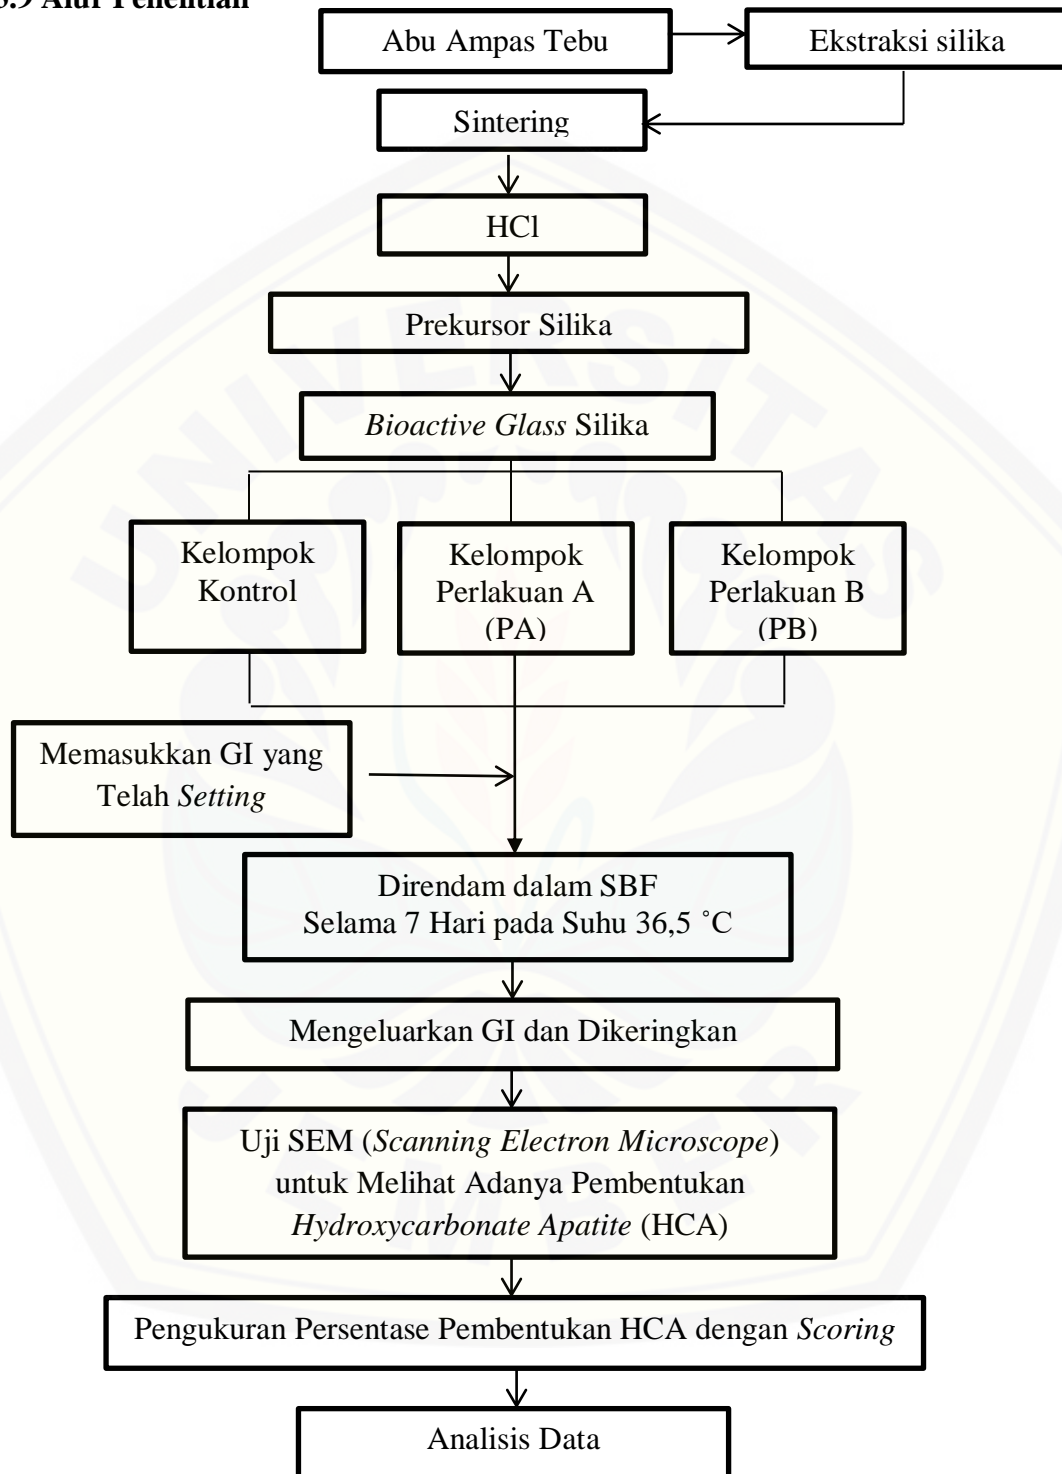 3.9 Alur Penelitian
Abu Ampas Tebu
Ekstraksi silika
Sintering
HCl
Prekursor Silika
Bioactive Glass Silika
Kelompok
Kontrol
Kelompok
Perlakuan A
(PA)
Kelompok
Perlakuan B
(PB)
Memasukkan GI yang
Telah Setting
Direndam dalam SBF
Selama 7 Hari pada Suhu 36,5 ˚C
Mengeluarkan GI dan Dikeringkan
Uji SEM (Scanning Electron Microscope)
untuk Melihat Adanya Pembentukan
Hydroxycarbonate Apatite (HCA)
Pengukuran Persentase Pembentukan HCA dengan Scoring
Analisis Data
UNIVERSITAS
JEMBER